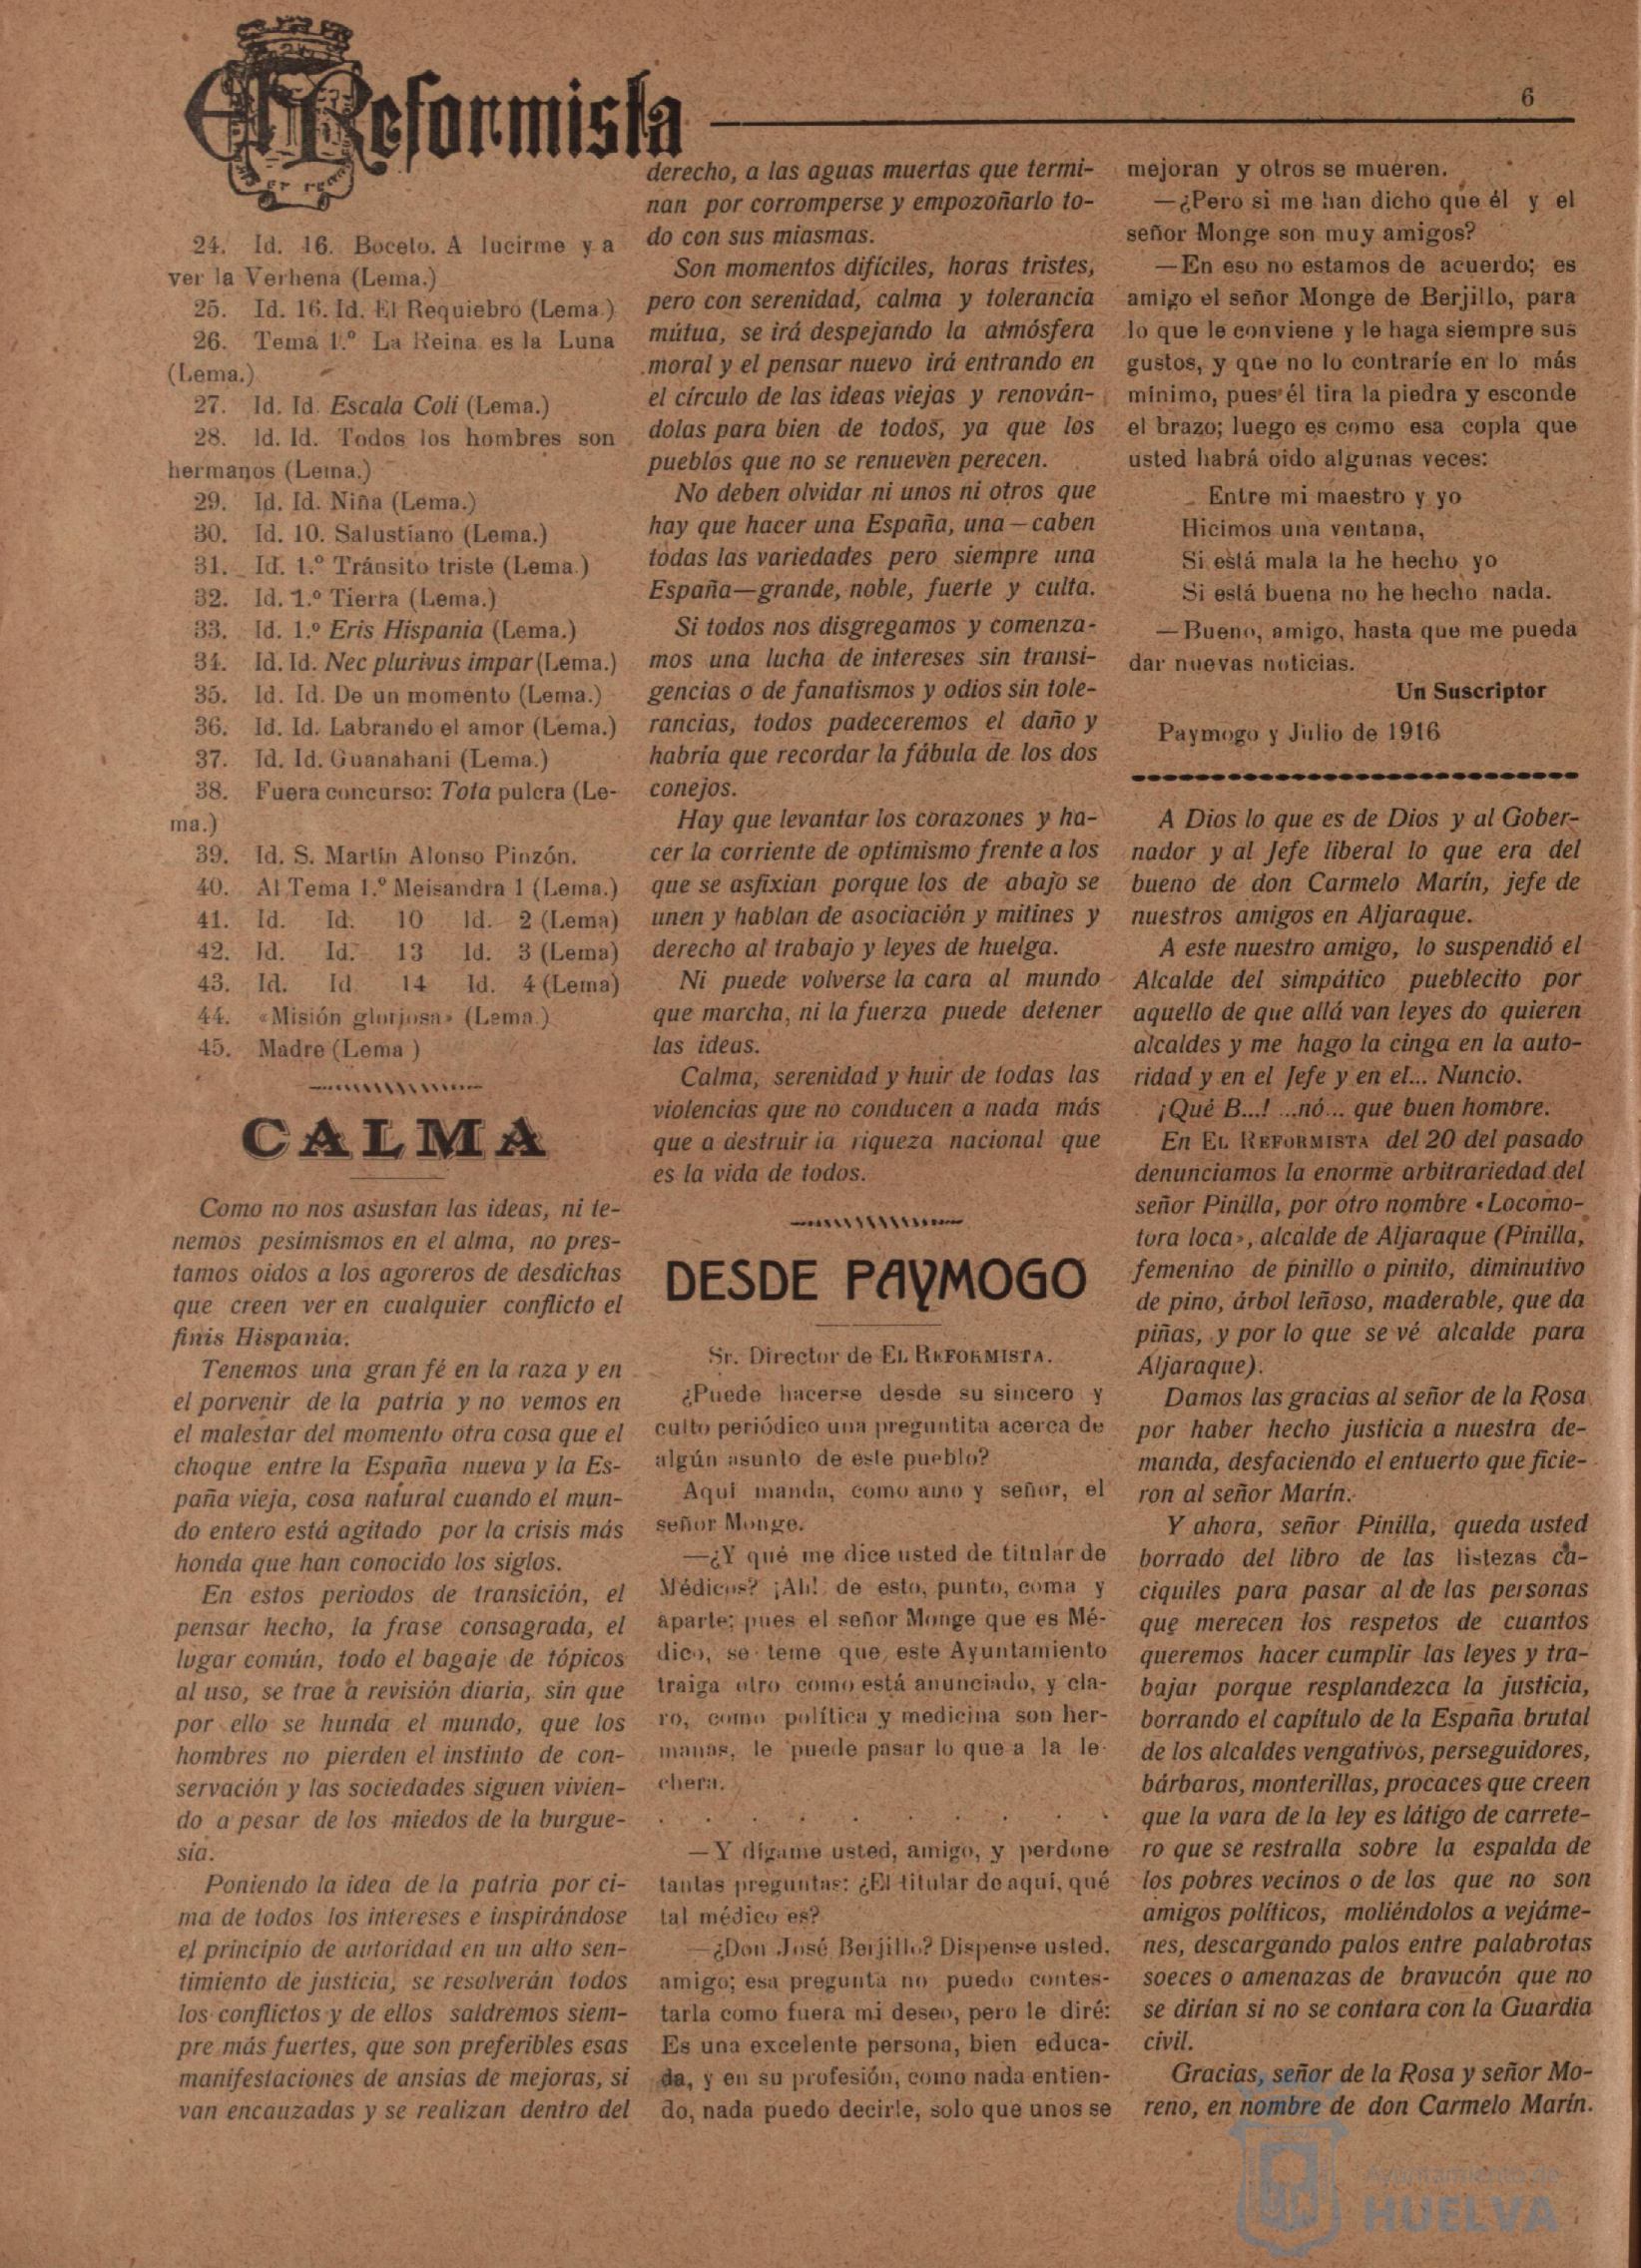 El Reformista
6
24. Id. 16. Boceto. A lucirme y a
ver la Verhena (Lema.)
25. Id. 16. Id. El Requiebro (Lema.)
26. Tema 1.º La Reina es la Luna
(Lema.)
27. Id. Id. Escala Coli (Lema.)
28. Id. Id. Todos los hombres son
hermanos (Lema.)
29. Id. Id. Niña (Lema.)
30. Id. 10. Salustiano (Lema.)
31. Id. 1.º Tránsito triste (Lema.)
32. Id. 1.º Tierra (Lema.)
33. Id. 1.º Eris Hispania (Lema.)
34. Id. Id. Nec plurivus impar (Lema.)
35. Id. Id. De un momento (Lema.)
36. Id. Id. Labrando el amor (Lema.)
37. Id. Id. Guanahani (Lema.)
38. Fuera concurso: Tota pulcra (Le-
ma.)
39. Id. S. Martín Alonso Pinzón.
40. Al Tema 1.º Meisandra 1 (Lema.)
41. Id. Id. 10 Id. 2 (Lema)
42. Id. Id. 13 Id. 3 (Lema)
43. Id. Id. 14 Id. 4 (Lema)
44. «Misión gloriosa» (Lema.)
45. Madre (Lema )
CALMA
Como no nos asustan las ideas, ni te-
nemos pesimismos en el alma, no pres-
tamos oidos a los agoreros de desdichas
que creen ver en cualquier conflicto el
finis Hispania.
Tenemos una gran fé en la raza y en
el porvenir de la patria y no vemos en
el malestar del momento otra cosa que el
choque entre la España nueva y la Es-
paña vieja, cosa natural cuando el mun-
do entero está agitado por la crisis más
honda que han conocido los siglos.
En estos periodos de transición, el
pensar hecho, la frase consagrada, el
lugar común, todo el bagaje de tópicos
al uso, se trae a revisión diaria, sin que
por ello se hunda el mundo, que los
hombres no pierden el instinto de con-
servación y las sociedades siguen vivien-
do a pesar de los miedos de la burgue-
sia.
Poniendo la idea de la patria por ci-
ma de todos los intereses e inspirándose
el principio de autoridad en un alto sen-
timiento de justicia, se resolverán todos
los conflictos y de ellos saldremos siem-
pre más fuertes, que son preferibles esas
manifestaciones de ansias de mejoras, si
van encauzadas y se realizan dentro del
derecho, a las aguas muertas que termi-
nan por corromperse y empozoñarlo to-
do con sus miasmas.
Son momentos difíciles, horas tristes,
pero con serenidad, calma y tolerancia
mútua, se irá despejando la atmósfera
moral y el pensar nuevo irá entrando en
el círculo de las ideas viejas y renován-
dolas para bien de todos, ya que los
pueblos que no se renueven perecen.
No deben olvidar ni unos ni otros que
hay que hacer una España, una—caben
todas las variedades pero siempre una
España—grande, noble, fuerte y culta.
Si todos nos disgregamos y comenza-
mos una lucha de intereses sin transi-
gencias o de fanatismos y odios sin tole-
rancias, todos padeceremos el daño y
habría que recordar la fábula de los dos
conejos.
Hay que levantar los corazones y ha-
cer la corriente de optimismo frente a los
que se asfixian porque los de abajo se
unen y hablan de asociación y mitines y
derecho al trabajo y leyes de huelga.
Ni puede volverse la cara al mundo
que marcha, ni la fuerza puede detener
las ideas.
Calma, serenidad y huir de todas las
violencias que no conducen a nada más
que a destruir la riqueza nacional que
es la vida de todos.
DESDE PAYMOGO
Sr. Director de EL REFORMISTA.
¿Puede hacerse desde su sincero y
culto periódico una preguntita acerca de
algún asunto de este pueblo?
Aquí manda, como amo y señor, el
señor Monge.
—¿Y qué me dice usted de titular de
Médicos? ¡Ah! de esto, punto, coma y
aparte; pues el señor Monge que es Mé-
dico, se teme que este Ayuntamiento
traiga otro como está anunciado, y cla-
ro, como política y medicina son her-
manas, le puede pasar lo que a la le-
chera.
. . . . . . .
—Y dígame usted, amigo, y perdone
tantas preguntas: ¿El titular de aquí, qué
tal médico es?
—¿Don José Berjillo? Dispense usted,
amigo; esa pregunta no puedo contes-
tarla como fuera mi deseo, pero le diré:
Es una excelente persona, bien educa-
da, y en su profesión, como nada entien-
do, nada puedo decirle, solo que unos se
mejoran y otros se mueren.
—¿Pero si me han dicho que él y el
señor Monge son muy amigos?
—En eso no estamos de acuerdo; es
amigo el señor Monge de Berjillo, para
lo que le conviene y le haga siempre sus
gustos, y que no lo contraríe en lo más
mínimo, pues él tira la piedra y esconde
el brazo; luego es como esa copla que
usted habrá oido algunas veces:
Entre mi maestro y yo
Hicimos una ventana,
Si está mala la he hecho yo
Si está buena no he hecho nada.
—Bueno, amigo, hasta que me pueda
dar nuevas noticias.
Un Suscriptor
Paymogo y Julio de 1916
A Dios lo que es de Dios y al Gober-
nador y al Jefe liberal lo que era del
bueno de don Carmelo Marín, jefe de
nuestros amigos en Aljaraque.
A este nuestro amigo, lo suspendió el
Alcalde del simpático pueblecito por
aquello de que allá van leyes do quieren
alcaldes y me hago la cinga en la auto-
ridad y en el Jefe y en el... Nuncio.
¡Qué B...! ...nó... que buen hombre.
En EL REFORMISTA del 20 del pasado
denunciamos la enorme arbitrariedad del
señor Pinilla, por otro nombre «Locomo-
tora loca», alcalde de Aljaraque (Pinilla,
femenino de pinillo o pinito, diminutivo
de pino, árbol leñoso, maderable, que da
piñas, y por lo que se vé alcalde para
Aljaraque).
Damos las gracias al señor de la Rosa
por haber hecho justicia a nuestra de-
manda, desfaciendo el entuerto que ficie-
ron al señor Marín.
Y ahora, señor Pinilla, queda usted
borrado del libro de las listezas ca-
ciquiles para pasar al de las personas
que merecen los respetos de cuantos
queremos hacer cumplir las leyes y tra-
bajar porque resplandezca la justicia,
borrando el capítulo de la España brutal
de los alcaldes vengativos, perseguidores,
bárbaros, monterillas, procaces que creen
que la vara de la ley es látigo de carrete-
ro que se restralla sobre la espalda de
los pobres vecinos o de los que no son
amigos políticos, moliéndolos a vejáme-
nes, descargando palos entre palabrotas
soeces o amenazas de bravucón que no
se dirían si no se contara con la Guardia
civil.
Gracias, señor de la Rosa y señor Mo-
reno, en nombre de don Carmelo Marín.
Ayuntamiento de
HUELVA